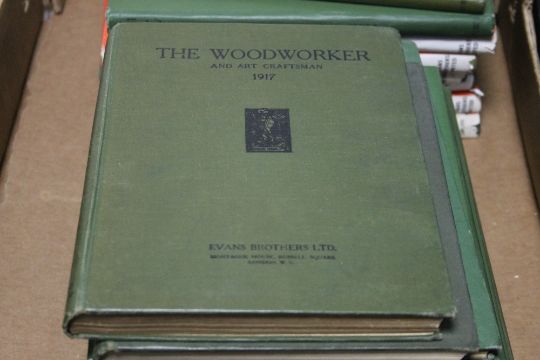 THE WOODWORKER
AND ART CRAFTSMAN
1917
EVANS BROTHERS LTD.
MONTAGUE HOUSE, RUSSELL SQUARE
LONDON, W. C.